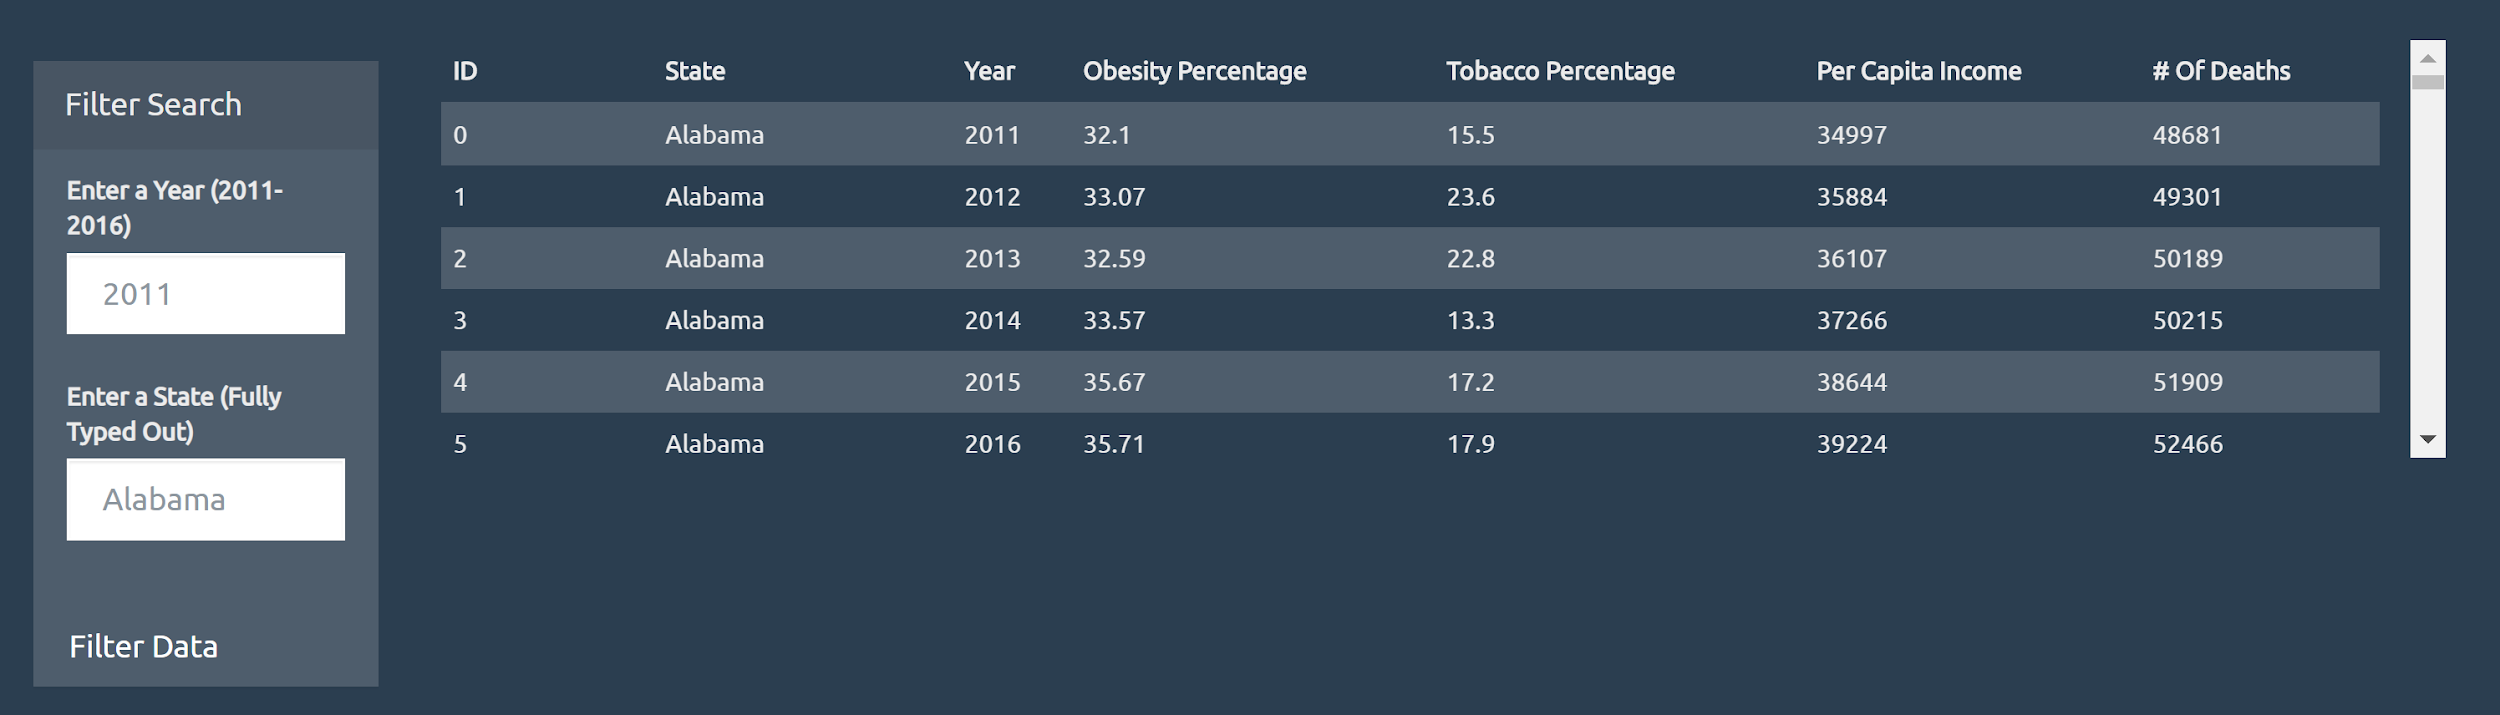 Filter Search
Enter a Year (2011-
2016)
2011
Enter a State (Fully
Typed Out)
Alabama
Filter Data
ID State Year Obesity Percentage Tobacco Percentage Per Capita Income # Of Deaths
0 Alabama 2011 32.1 15.5 34997 48681
1 Alabama 2012 33.07 23.6 35884 49301
2 Alabama 2013 32.59 22.8 36107 50189
3 Alabama 2014 33.57 13.3 37266 50215
4 Alabama 2015 35.67 17.2 38644 51909
5 Alabama 2016 35.71 17.9 39224 52466